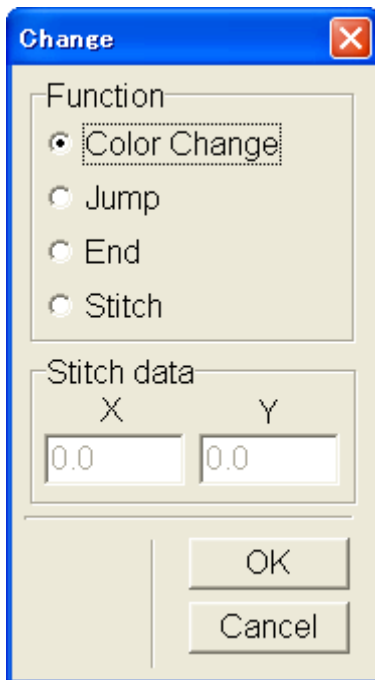 Change
Function
Color Change
Jump
End
Stitch
Stitch data
X Y
0.0 0.0
OK
Cancel